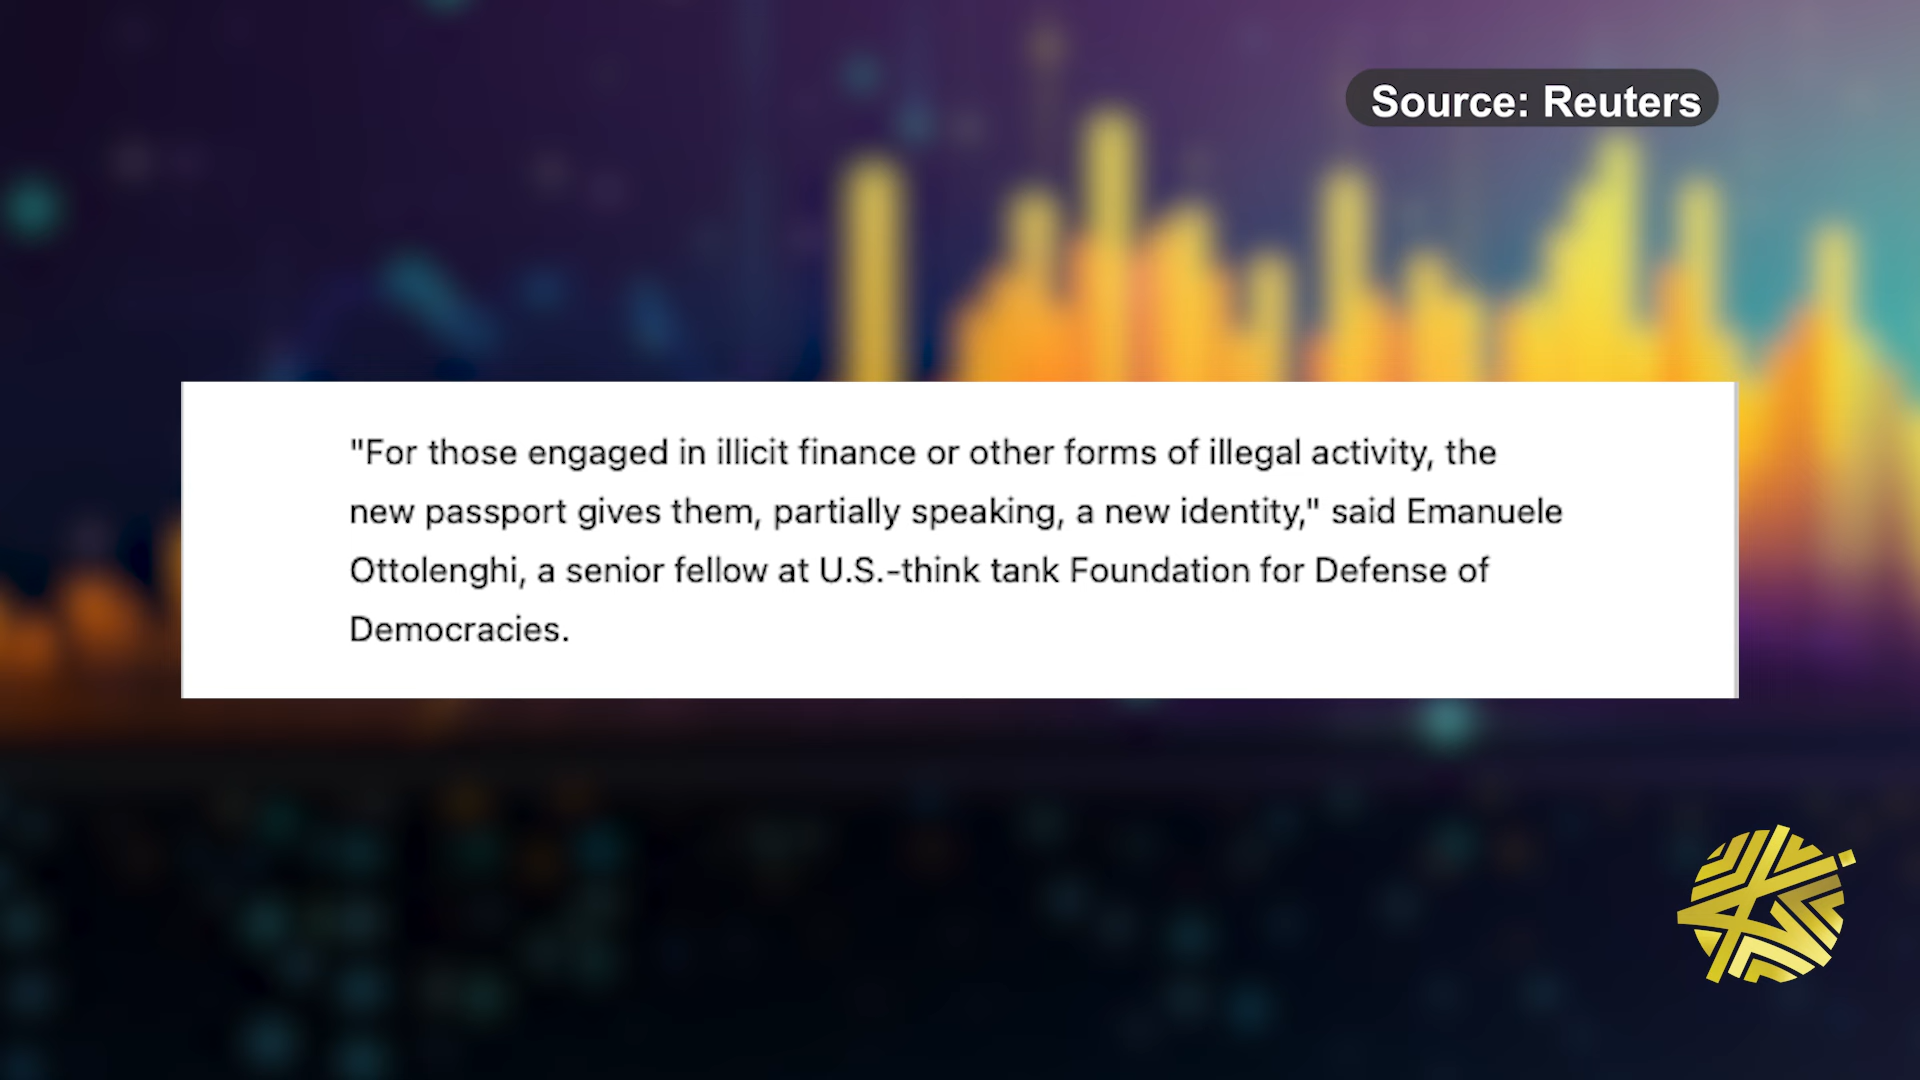 Source: Reuters
"For those engaged in illicit finance or other forms of illegal activity, the
new passport gives them, partially speaking, a new identity," said Emanuele
Ottolenghi, a senior fellow at U.S.-think tank Foundation for Defense of
Democracies.